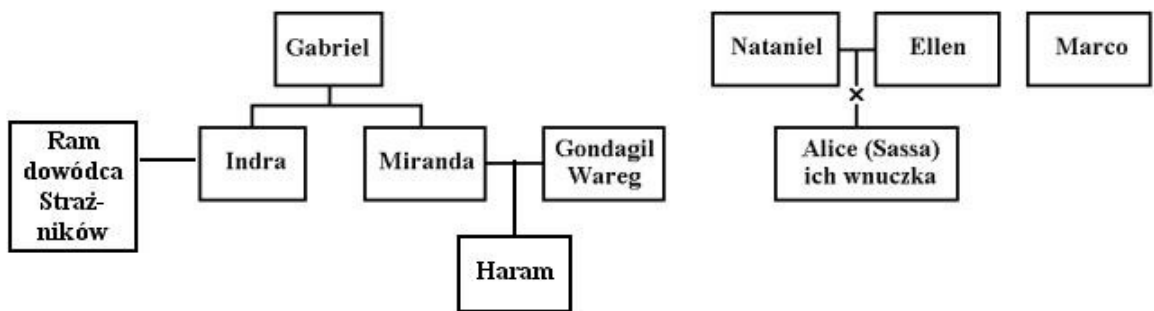 Gabriel
Nataniel
Ellen
Marco
Ram
dowódca
Straż-
ników
Indra
Miranda
Gondagil
Wareg
Alice (Sassa)
ich wnuczka
Haram